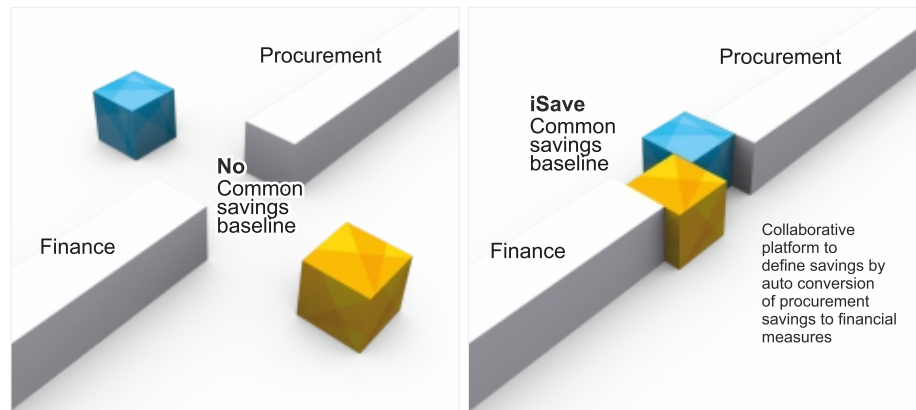 Procurement
No
Common
savings
baseline
Finance
Procurement
iSave
Common
savings
baseline
Finance
Collaborative
platform to
define savings by
auto conversion
of procurement
savings to financial
measures